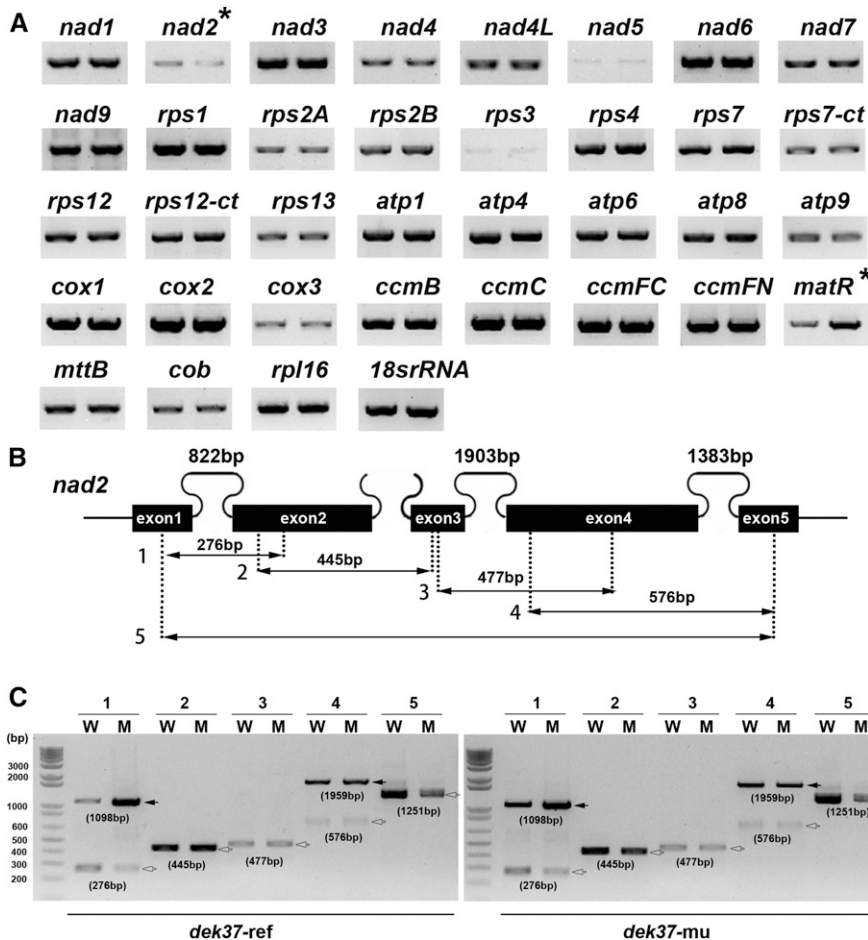 A
nad1 nad2* nad3 nad4 nad4L nad5 nad6 nad7
nad9 rps1 rps2A rps2B rps3 rps4 rps7 rps7-ct
rps12 rps12-ct rps13 atp1 atp4 atp6 atp8 atp9
cox1 cox2 cox3 ccmB ccmC ccmFC ccmFN matR*
mttB cob rpl16 18srRNA
B
822bp 1903bp 1383bp
nad2
exon1 exon2 exon3 exon4 exon5
1 276bp
2 445bp
3 477bp
4 576bp
5
C
1 2 3 4 5 1 2 3 4 5
W M W M W M W M W M W M W M W M W M W M
(bp)
3000
2000
1000
600
500
400
300
200
(1098bp) (445bp) (477bp) (1959bp) (1251bp)
(276bp) (576bp)
(1098bp) (445bp) (477bp) (1959bp) (1251bp)
(276bp) (576bp)
dek37-ref dek37-mu